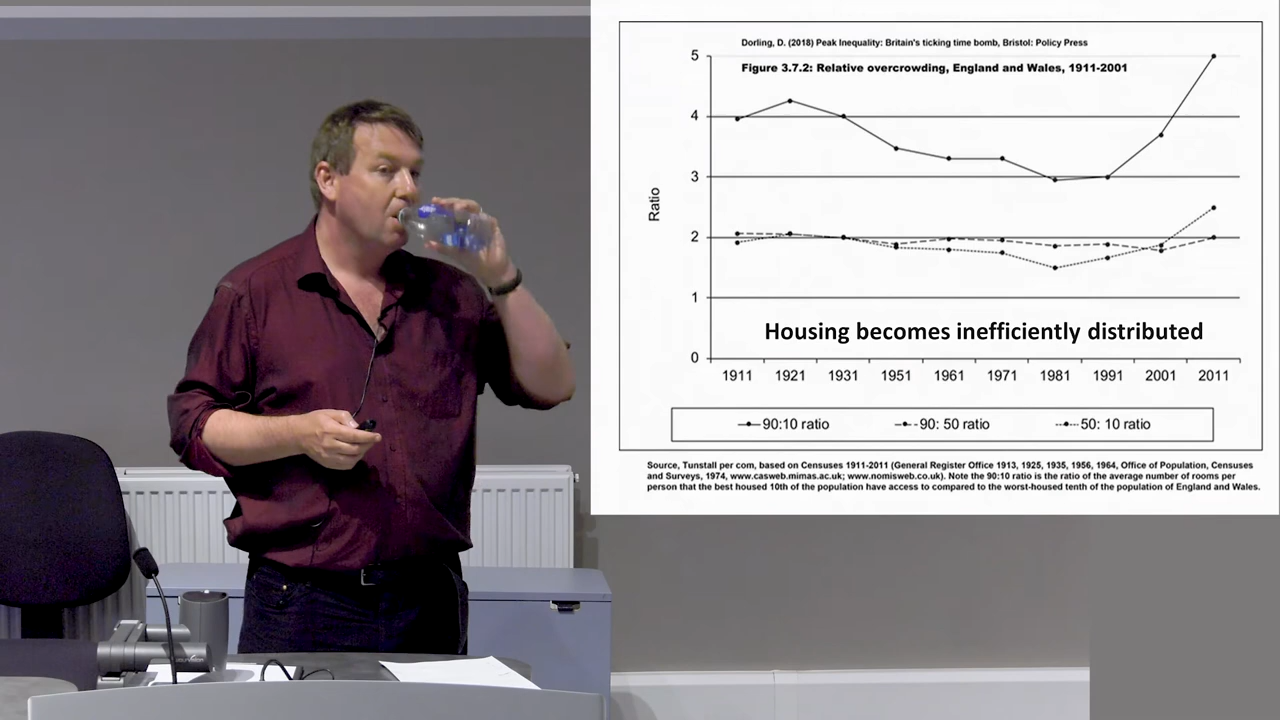 Dorling, D. (2018) Peak Inequality: Britain's ticking time bomb, Bristol: Policy Press
Figure 3.7.2: Relative overcrowding, England and Wales, 1911-2001
5
4
3
2
1
0
Ratio
Housing becomes inefficiently distributed
1911 1921 1931 1951 1961 1971 1981 1991 2001 2011
90:10 ratio 90: 50 ratio 50: 10 ratio
Source, Tunstall per com, based on Censuses 1911-2011 (General Register Office 1913, 1925, 1935, 1956, 1964, Office of Population, Censuses
and Surveys, 1974, www.casweb.mimas.ac.uk; www.nomisweb.co.uk). Note the 90:10 ratio is the ratio of the average number of rooms per
person that the best housed 10th of the population have access to compared to the worst-housed tenth of the population of England and Wales.